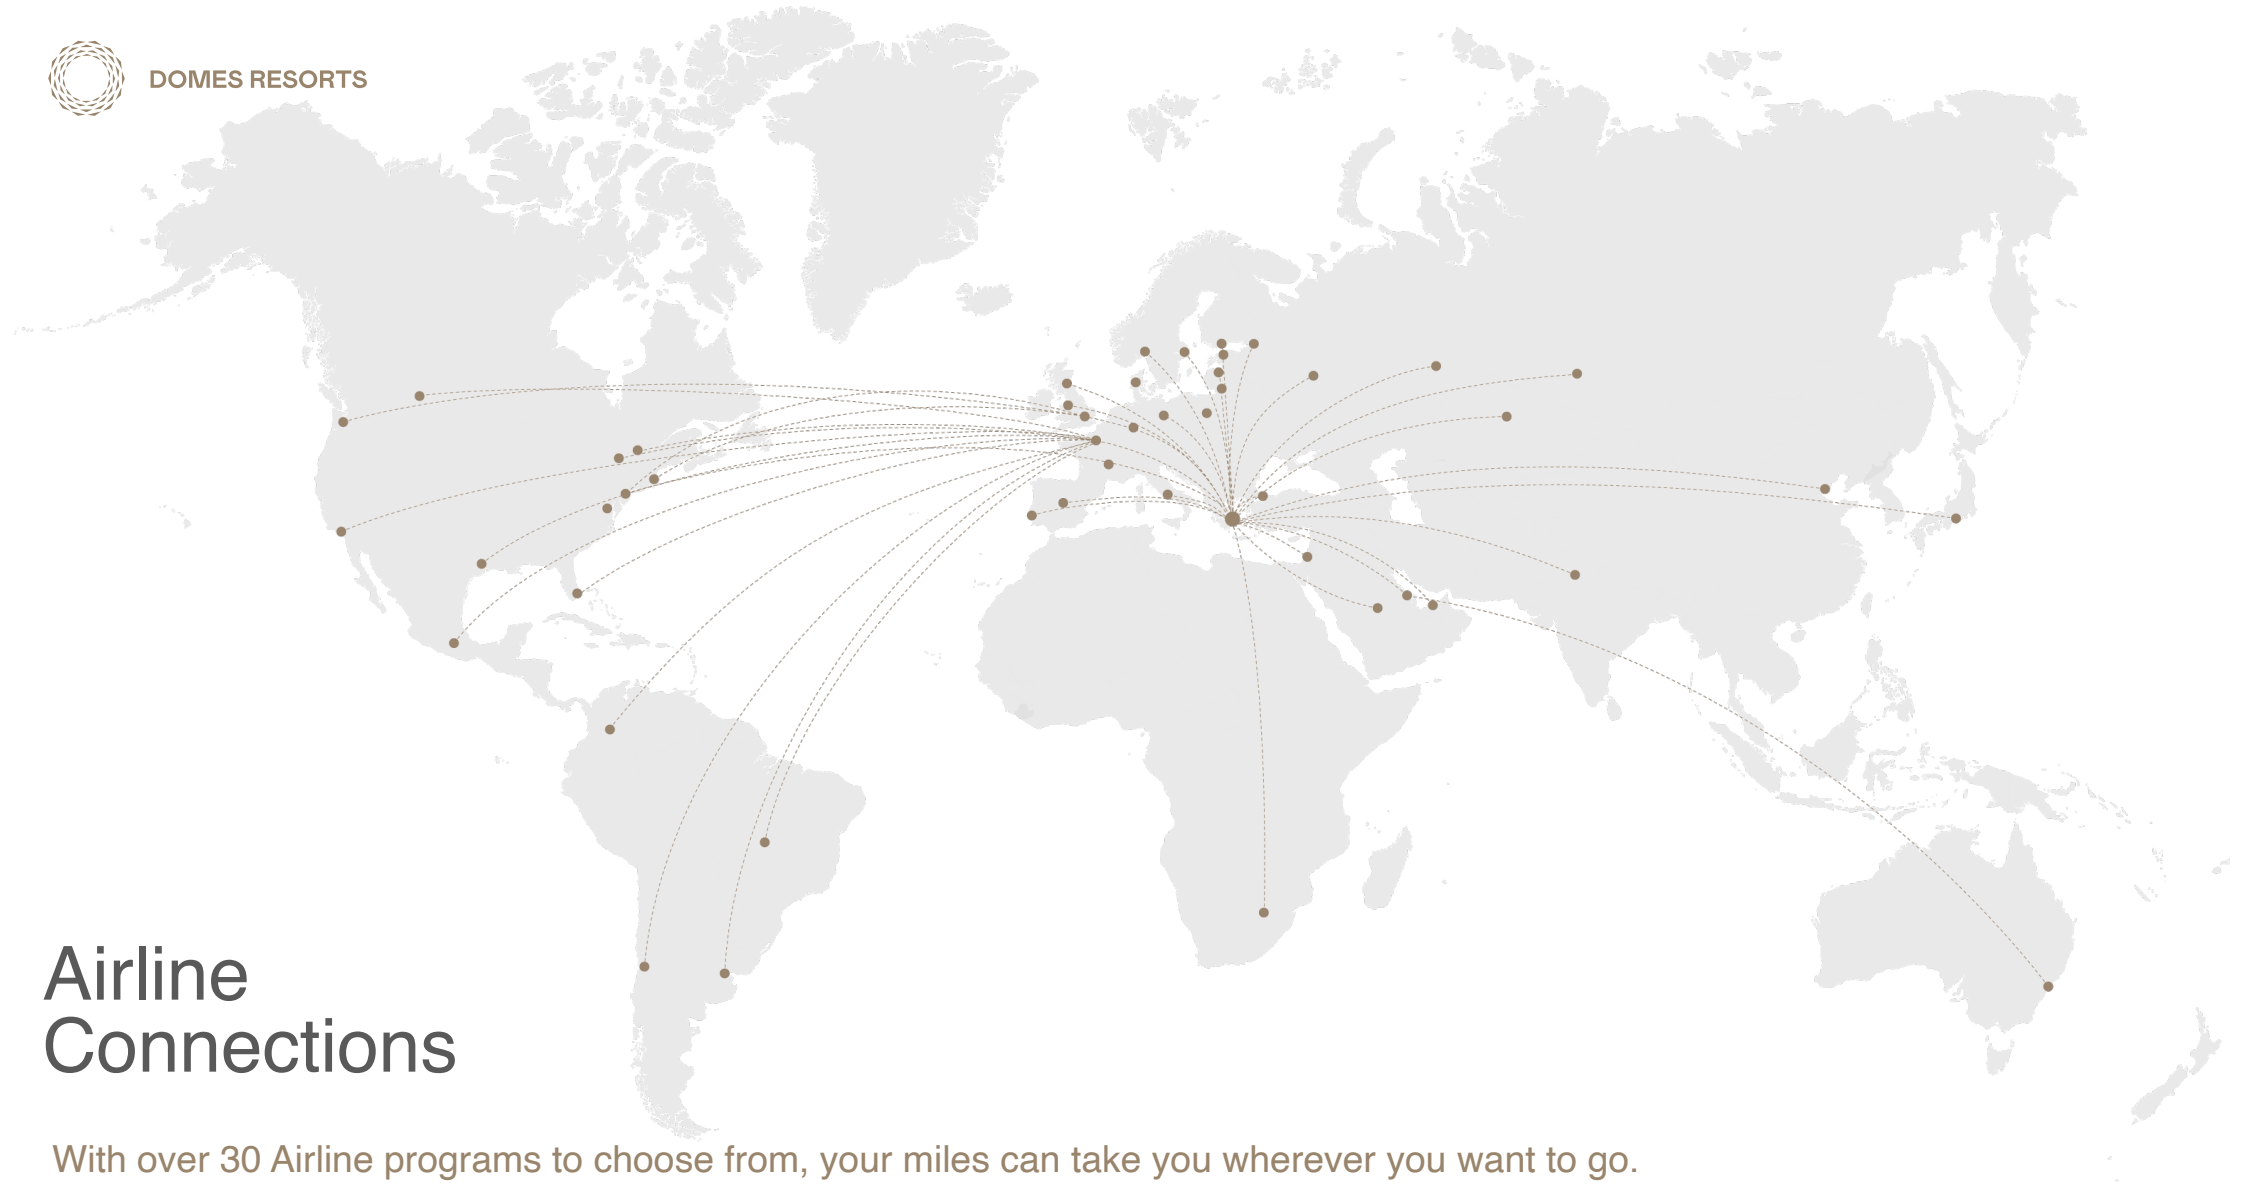 DOMES RESORTS
Airline
Connections
With over 30 Airline programs to choose from, your miles can take you wherever you want to go.